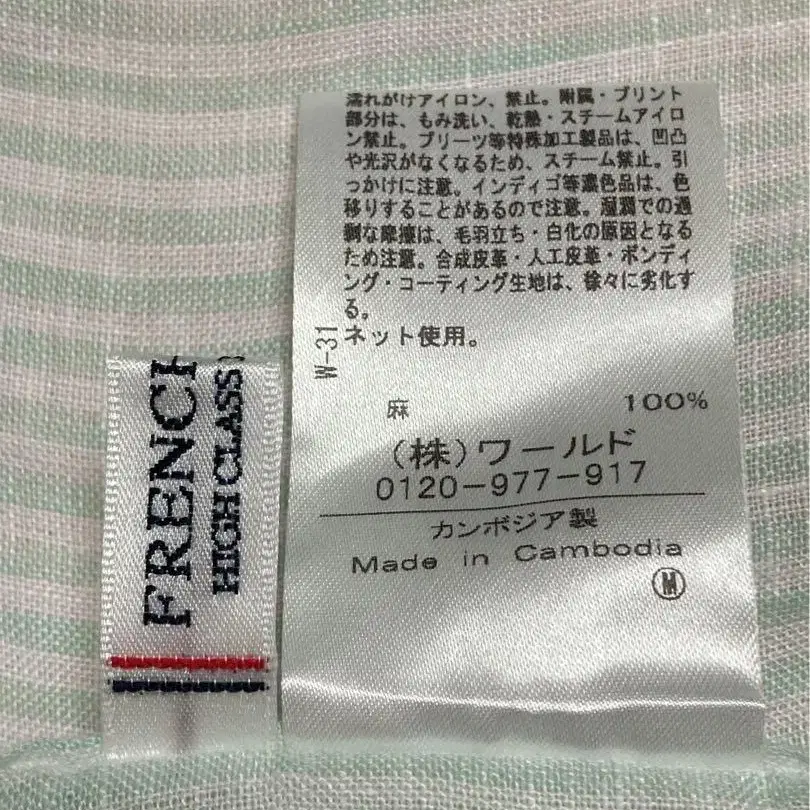 濡れがけアイロン、禁止。附属・プリント
部分は、もみ洗い、乾熱・スチームアイロ
ン禁止。プリーツ等特殊加工製品は、凹凸
や光沢がなくなるため、スチーム禁止。引
っかけに注意。インディゴ等濃色品は、色
移りすることがあるので注意。湿潤での過
剰な摩擦は、毛羽立ち・白化の原因となる
ため注意。合成皮革・人工皮革・ボンディ
ング・コーティング生地は、徐々に劣化す
る。
ネット使用。
W-31
麻 100%
(株)ワールド
0120-977-917
カンボジア製
Made in Cambodia
M
FRENCH
HIGH CLASS